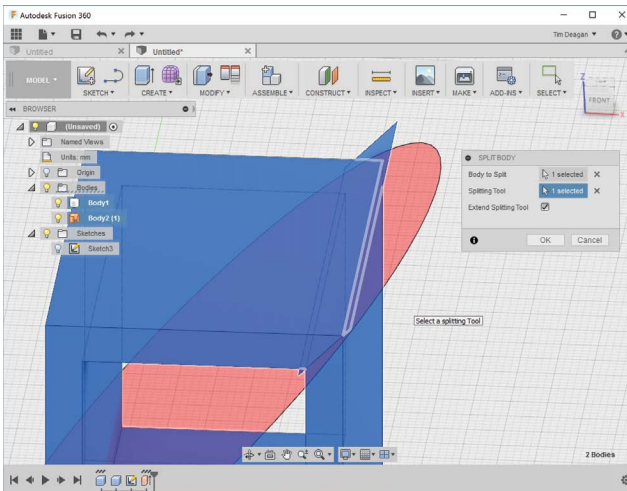 Autodesk Fusion 360
Tim Deagan
Untitled
Untitled*
MODEL
SKETCH
CREATE
MODIFY
ASSEMBLE
CONSTRUCT
INSPECT
INSERT
MAKE
ADD-INS
SELECT
Z
FRONT
X
BROWSER
(Unsaved)
Named Views
Units: mm
Origin
Bodies
Body1
Body2 (1)
Sketches
Sketch3
SPLIT BODY
Body to Split 1 selected
Splitting Tool 1 selected
Extend Splitting Tool
OK Cancel
Select a splitting Tool
2 Bodies